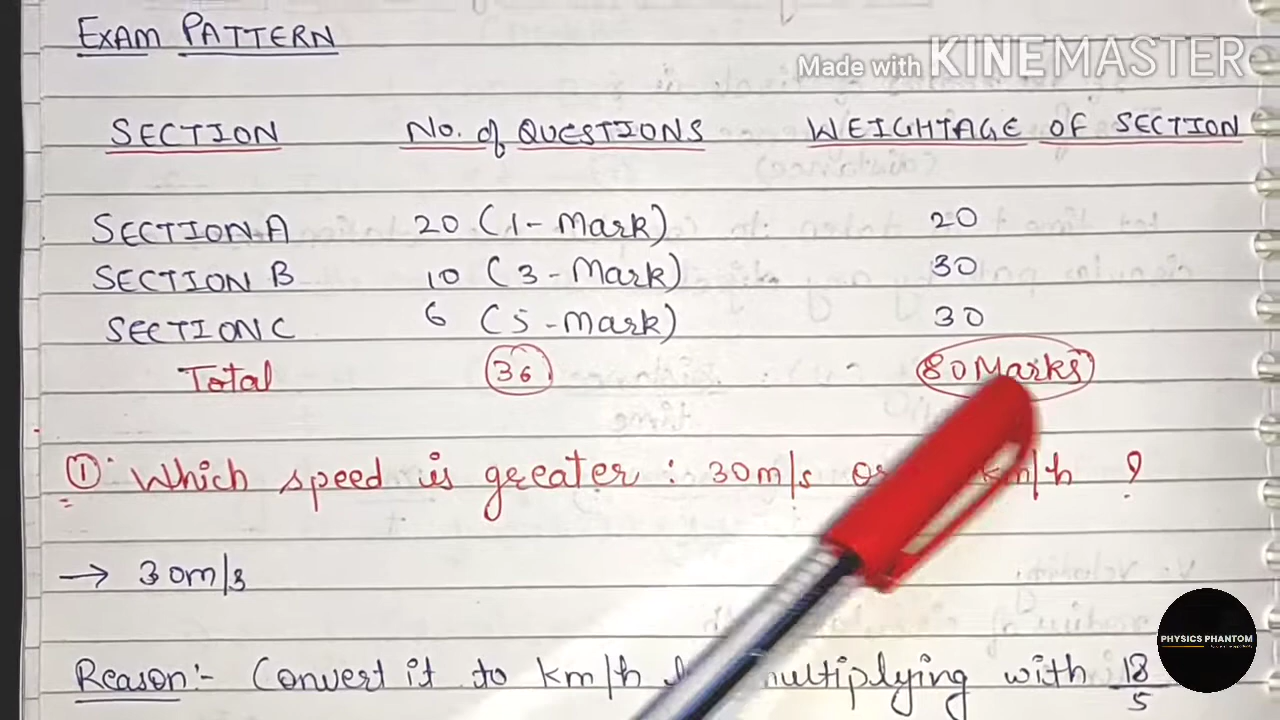 EXAM PATTERN
Made with KINEMASTER
SECTION No. of QUESTIONS WEIGHTAGE OF SECTION
SECTION A 20 (1-Mark) 20
SECTION B 10 (3-Mark) 30
SECTION C 6 (5-Mark) 30
Total 36 80 Marks
① Which speed is greater : 30m/s or km/h ?
→ 30m/s
PHYSICS PHANTOM
Reason:- Convert it to km/h multiplying with 18/5